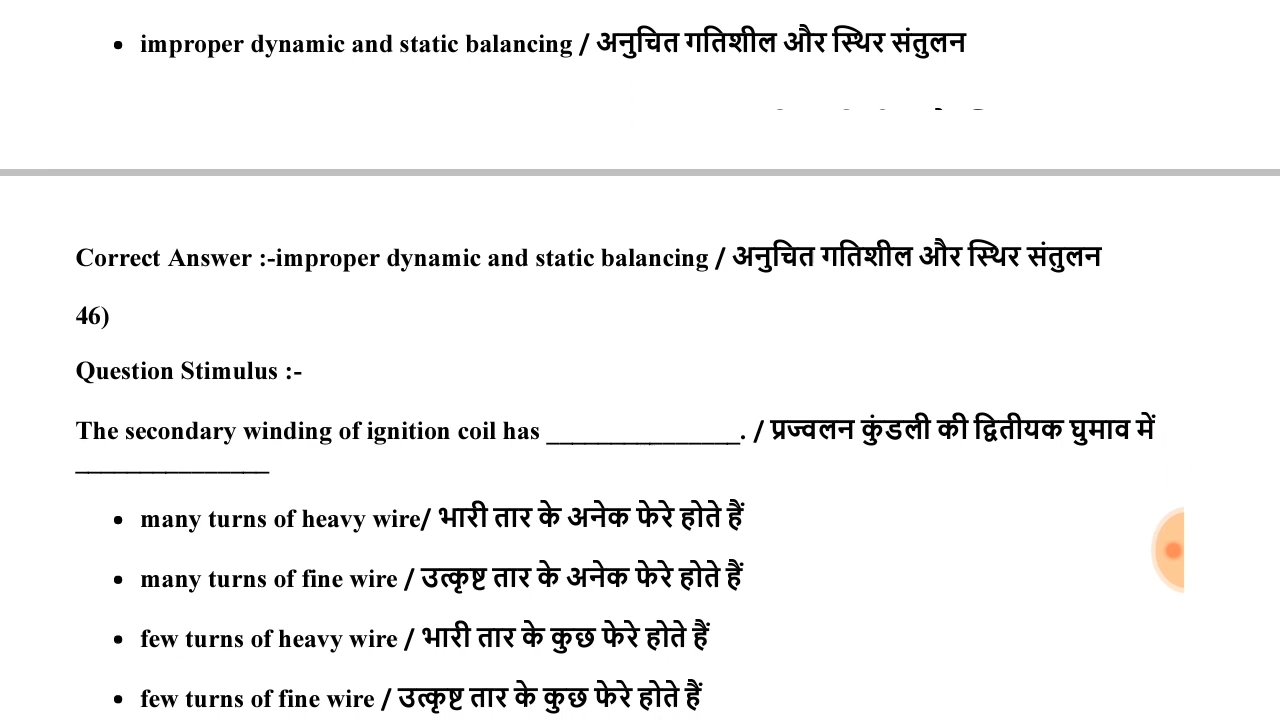 • improper dynamic and static balancing / अनुचित गतिशील और स्थिर संतुलन
Correct Answer :-improper dynamic and static balancing / अनुचित गतिशील और स्थिर संतुलन
46)
Question Stimulus :-
The secondary winding of ignition coil has _______________. / प्रज्वलन कुंडली की द्वितीयक घुमाव में
_______________
• many turns of heavy wire/ भारी तार के अनेक फेरे होते हैं
• many turns of fine wire / उत्कृष्ट तार के अनेक फेरे होते हैं
• few turns of heavy wire / भारी तार के कुछ फेरे होते हैं
• few turns of fine wire / उत्कृष्ट तार के कुछ फेरे होते हैं